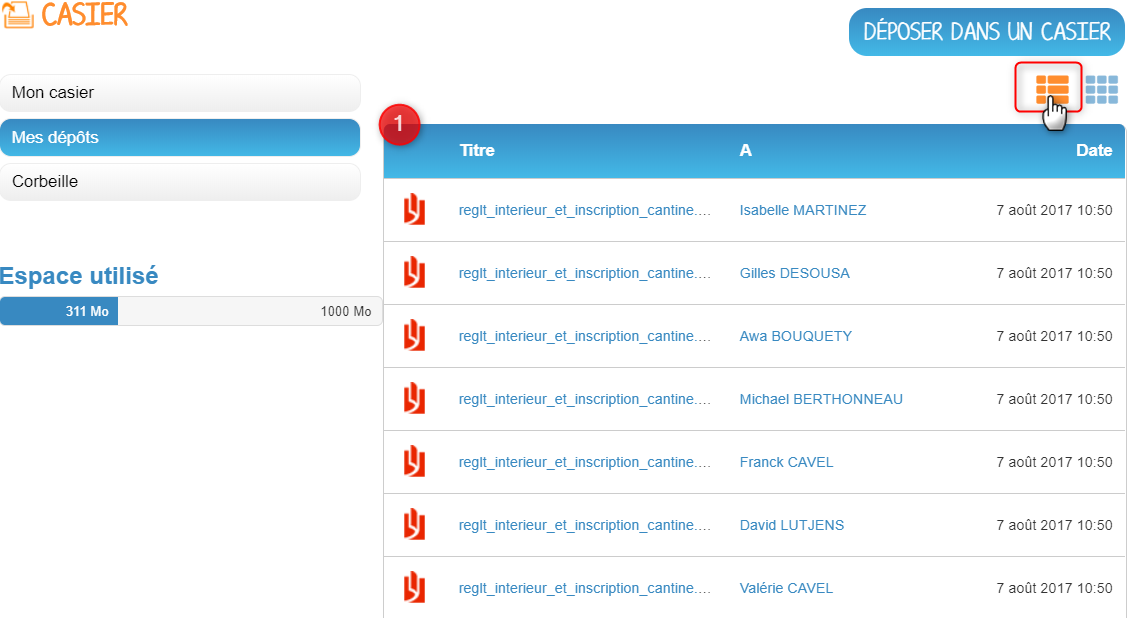 CASIER
DÉPOSER DANS UN CASIER
Mon casier
Mes dépôts
Corbeille
Espace utilisé
311 Mo 1000 Mo
1
Titre A Date
reglt_interieur_et_inscription_cantine.... Isabelle MARTINEZ 7 août 2017 10:50
reglt_interieur_et_inscription_cantine.... Gilles DESOUSA 7 août 2017 10:50
reglt_interieur_et_inscription_cantine.... Awa BOUQUETY 7 août 2017 10:50
reglt_interieur_et_inscription_cantine.... Michael BERTHONNEAU 7 août 2017 10:50
reglt_interieur_et_inscription_cantine.... Franck CAVEL 7 août 2017 10:50
reglt_interieur_et_inscription_cantine.... David LUTJENS 7 août 2017 10:50
reglt_interieur_et_inscription_cantine.... Valérie CAVEL 7 août 2017 10:50